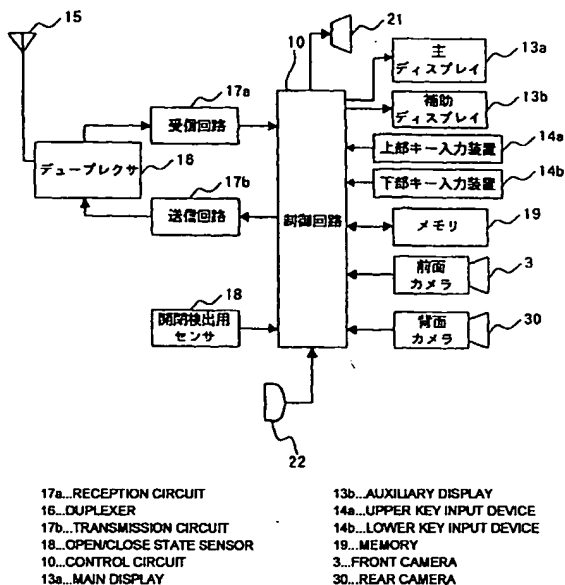 15
21
10
主
ディスプレイ
13a
17a
受信回路
補助
ディスプレイ
13b
上部キー入力装置
14a
デュープレクサ
18
17b
下部キー入力装置
14b
送信回路
制御回路
メモリ
19
前面
カメラ
3
18
開閉検出用
センサ
背面
カメラ
30
22
17a...RECEPTION CIRCUIT
16...DUPLEXER
17b...TRANSMISSION CIRCUIT
18...OPEN/CLOSE STATE SENSOR
10...CONTROL CIRCUIT
13a...MAIN DISPLAY
13b...AUXILIARY DISPLAY
14a...UPPER KEY INPUT DEVICE
14b...LOWER KEY INPUT DEVICE
19...MEMORY
3...FRONT CAMERA
30...REAR CAMERA